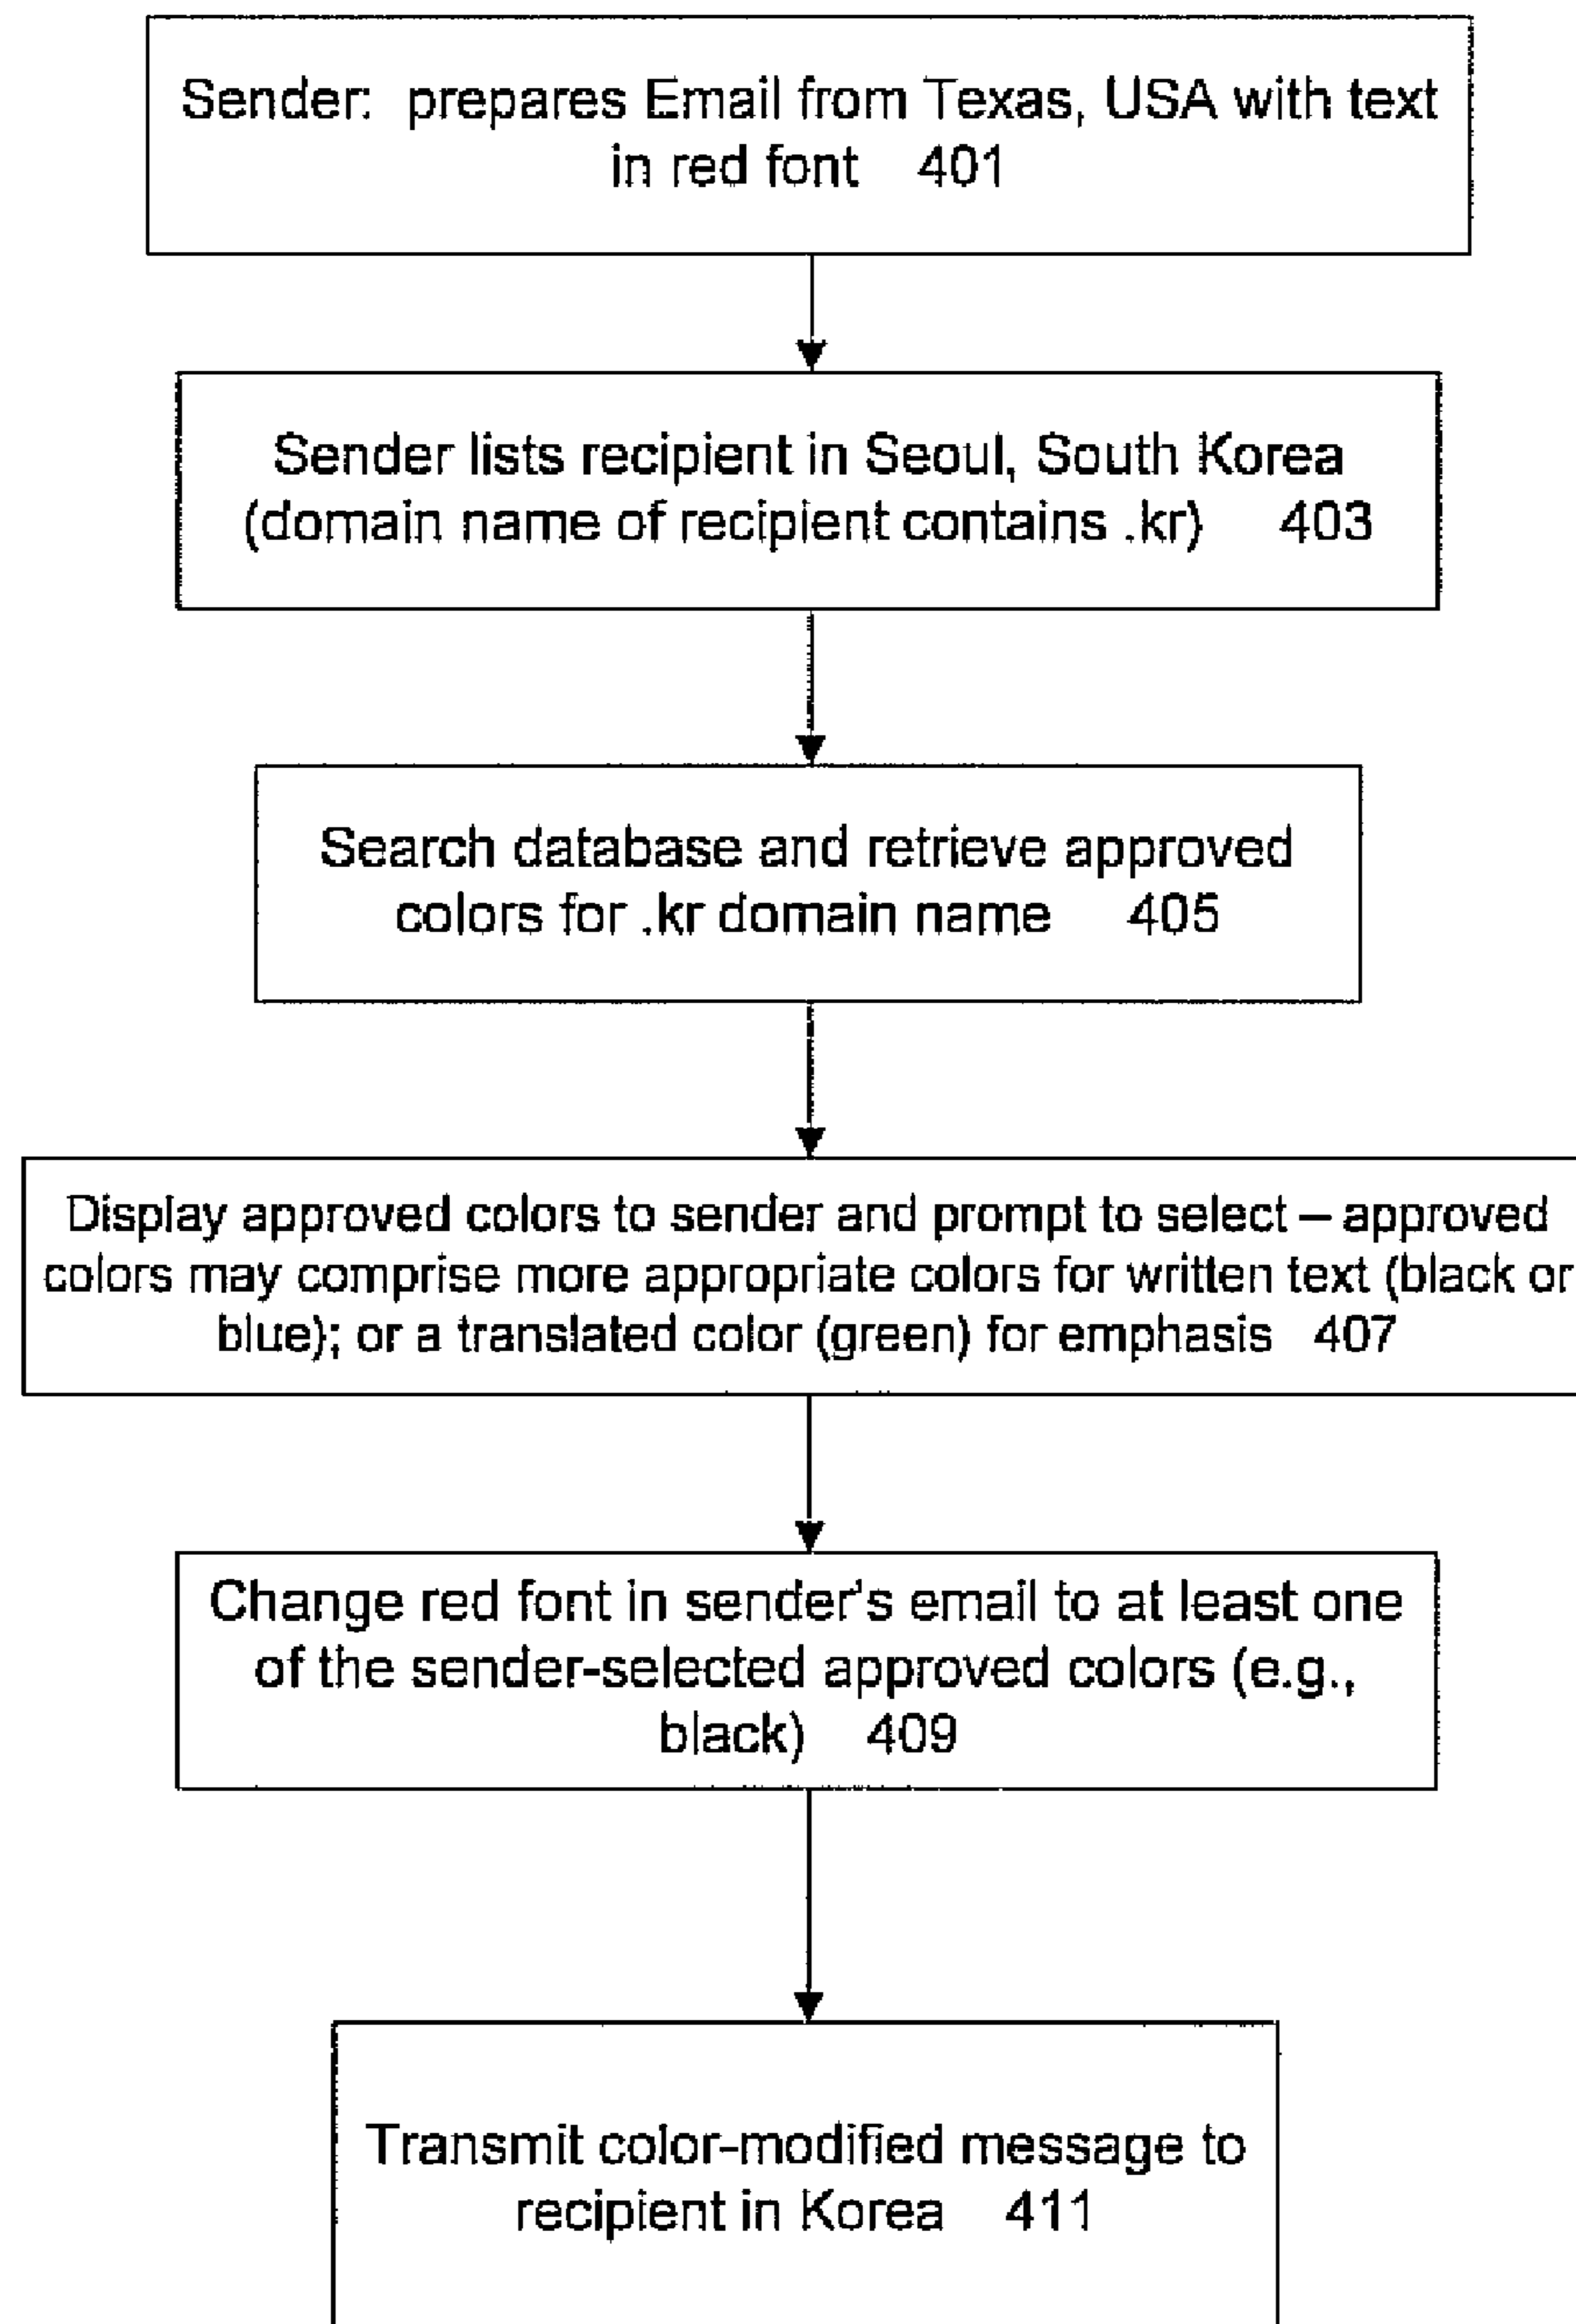 Sender: prepares Email from Texas, USA with text
in red font 401
Sender lists recipient in Seoul, South Korea
(domain name of recipient contains .kr) 403
Search database and retrieve approved
colors for .kr domain name 405
Display approved colors to sender and prompt to select – approved
colors may comprise more appropriate colors for written text (black or
blue); or a translated color (green) for emphasis 407
Change red font in sender's email to at least one
of the sender-selected approved colors (e.g.,
black) 409
Transmit color-modified message to
recipient in Korea 411